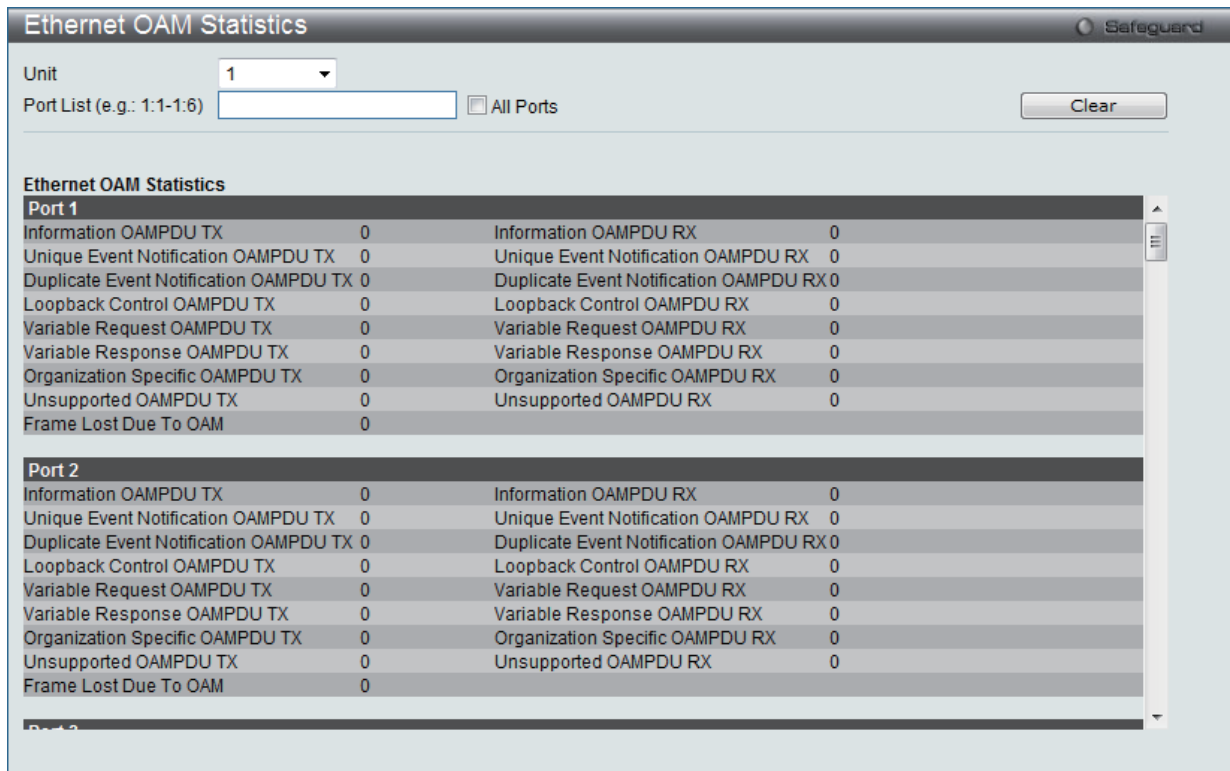 Ethernet OAM Statistics
Safeguard
Unit 1
Port List (e.g.: 1:1-1:6) All Ports Clear
Ethernet OAM Statistics
Port 1
Information OAMPDU TX 0 Information OAMPDU RX 0
Unique Event Notification OAMPDU TX 0 Unique Event Notification OAMPDU RX 0
Duplicate Event Notification OAMPDU TX 0 Duplicate Event Notification OAMPDU RX 0
Loopback Control OAMPDU TX 0 Loopback Control OAMPDU RX 0
Variable Request OAMPDU TX 0 Variable Request OAMPDU RX 0
Variable Response OAMPDU TX 0 Variable Response OAMPDU RX 0
Organization Specific OAMPDU TX 0 Organization Specific OAMPDU RX 0
Unsupported OAMPDU TX 0 Unsupported OAMPDU RX 0
Frame Lost Due To OAM 0
Port 2
Information OAMPDU TX 0 Information OAMPDU RX 0
Unique Event Notification OAMPDU TX 0 Unique Event Notification OAMPDU RX 0
Duplicate Event Notification OAMPDU TX 0 Duplicate Event Notification OAMPDU RX 0
Loopback Control OAMPDU TX 0 Loopback Control OAMPDU RX 0
Variable Request OAMPDU TX 0 Variable Request OAMPDU RX 0
Variable Response OAMPDU TX 0 Variable Response OAMPDU RX 0
Organization Specific OAMPDU TX 0 Organization Specific OAMPDU RX 0
Unsupported OAMPDU TX 0 Unsupported OAMPDU RX 0
Frame Lost Due To OAM 0